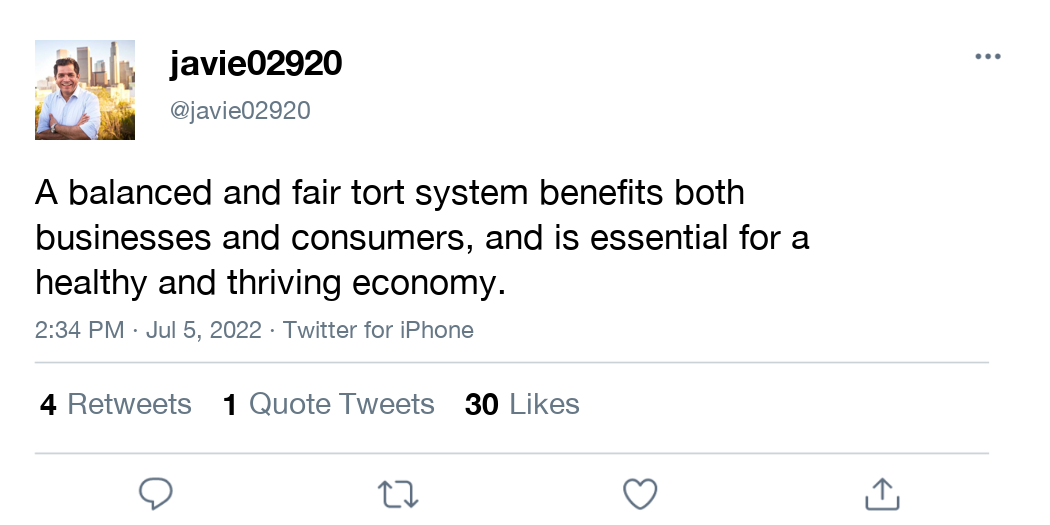 javie02920
@javie02920
A balanced and fair tort system benefits both
businesses and consumers, and is essential for a
healthy and thriving economy.
2:34 PM · Jul 5, 2022 · Twitter for iPhone
4 Retweets 1 Quote Tweets 30 Likes